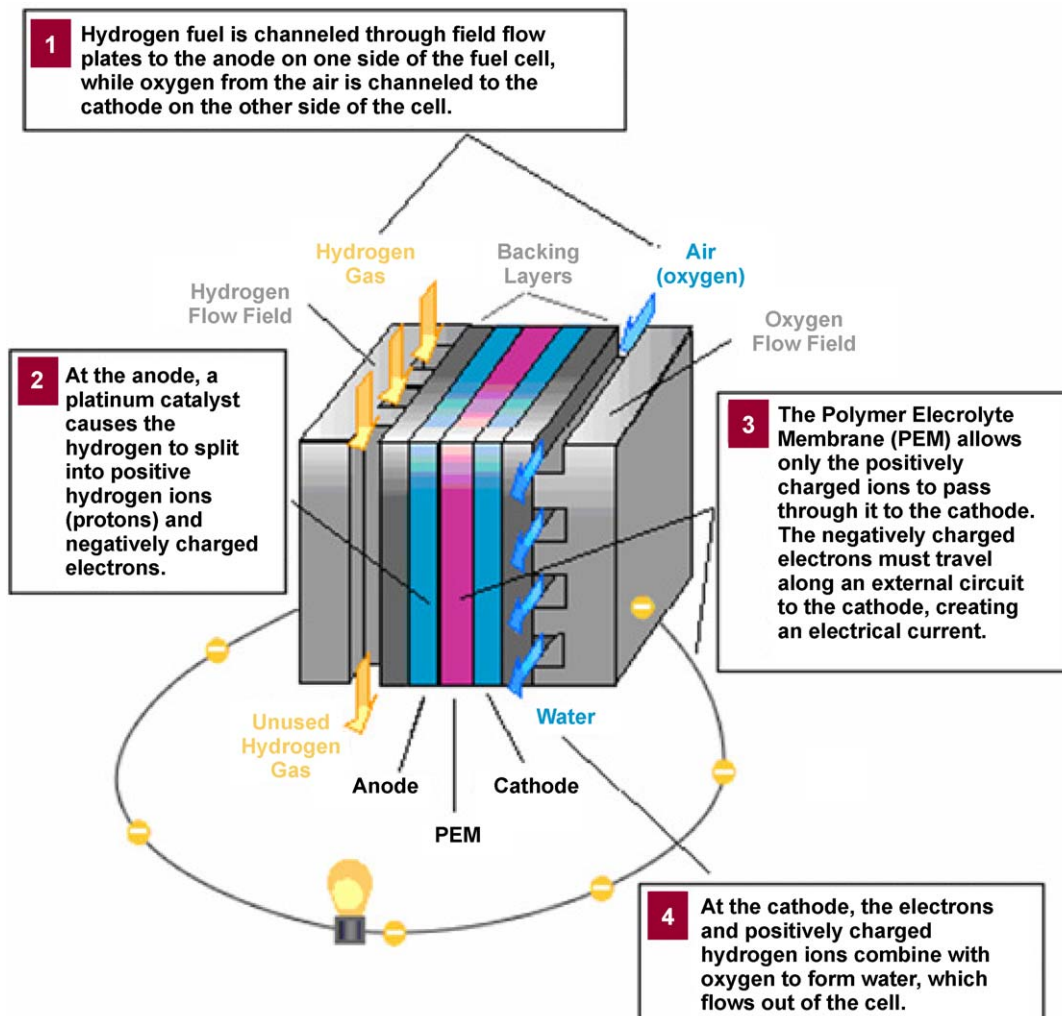 1
Hydrogen fuel is channeled through field flow
plates to the anode on one side of the fuel cell,
while oxygen from the air is channeled to the
cathode on the other side of the cell.
Hydrogen
Gas
Backing
Layers
Air
(oxygen)
Hydrogen
Flow Field
Oxygen
Flow Field
2
At the anode, a
platinum catalyst
causes the
hydrogen to split
into positive
hydrogen ions
(protons) and
negatively charged
electrons.
3
The Polymer Elecrolyte
Membrane (PEM) allows
only the positively
charged ions to pass
through it to the cathode.
The negatively charged
electrons must travel
along an external circuit
to the cathode, creating
an electrical current.
Unused
Hydrogen
Gas
Water
Anode
Cathode
PEM
4
At the cathode, the electrons
and positively charged
hydrogen ions combine with
oxygen to form water, which
flows out of the cell.